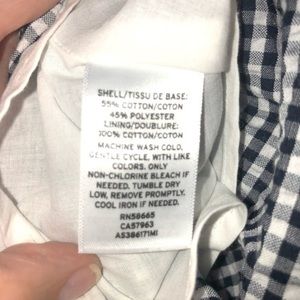 SHELL/TISSU DE BASE:
55% COTTON/COTON
45% POLYESTER
LINING/DOUBLURE:
100% COTTON/COTON
MACHINE WASH COLD,
GENTLE CYCLE, WITH LIKE
COLORS. ONLY
NON-CHLORINE BLEACH IF
NEEDED. TUMBLE DRY
LOW, REMOVE PROMPTLY.
COOL IRON IF NEEDED.
RN58665
CA57963
AS386171MI